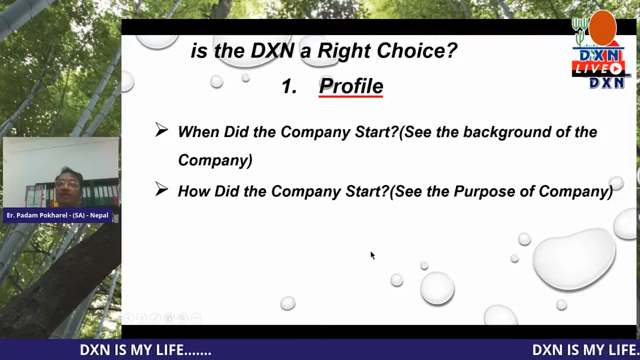 is the DXN a Right Choice?
1. Profile
➢ When Did the Company Start?(See the background of the
Company)
➢ How Did the Company Start?(See the Purpose of Company)
DXN
LIVE
DXN
Er. Padam Pokharel - (SA) - Nepal
DXN IS MY LIFE....... DXN IS MY LIFE.